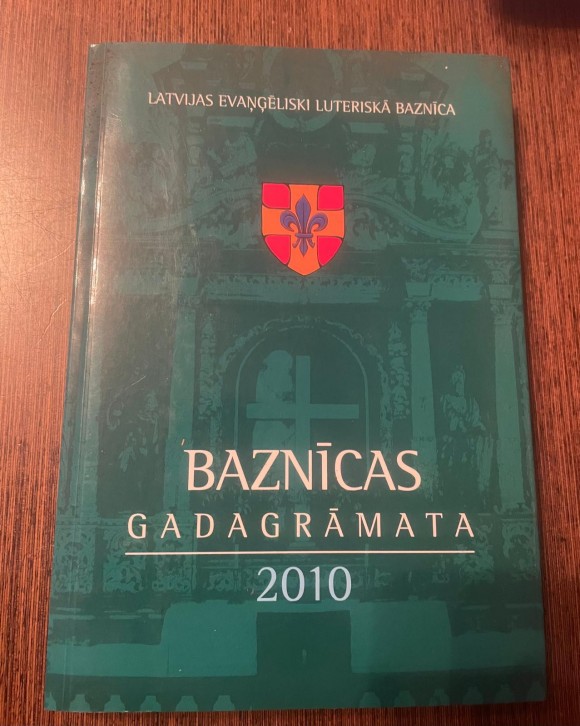 LATVIJAS EVAŅĢĒLISKI LUTERISKĀ BAZNĪCA
BAZNĪCAS
GADAGRĀMATA
2010